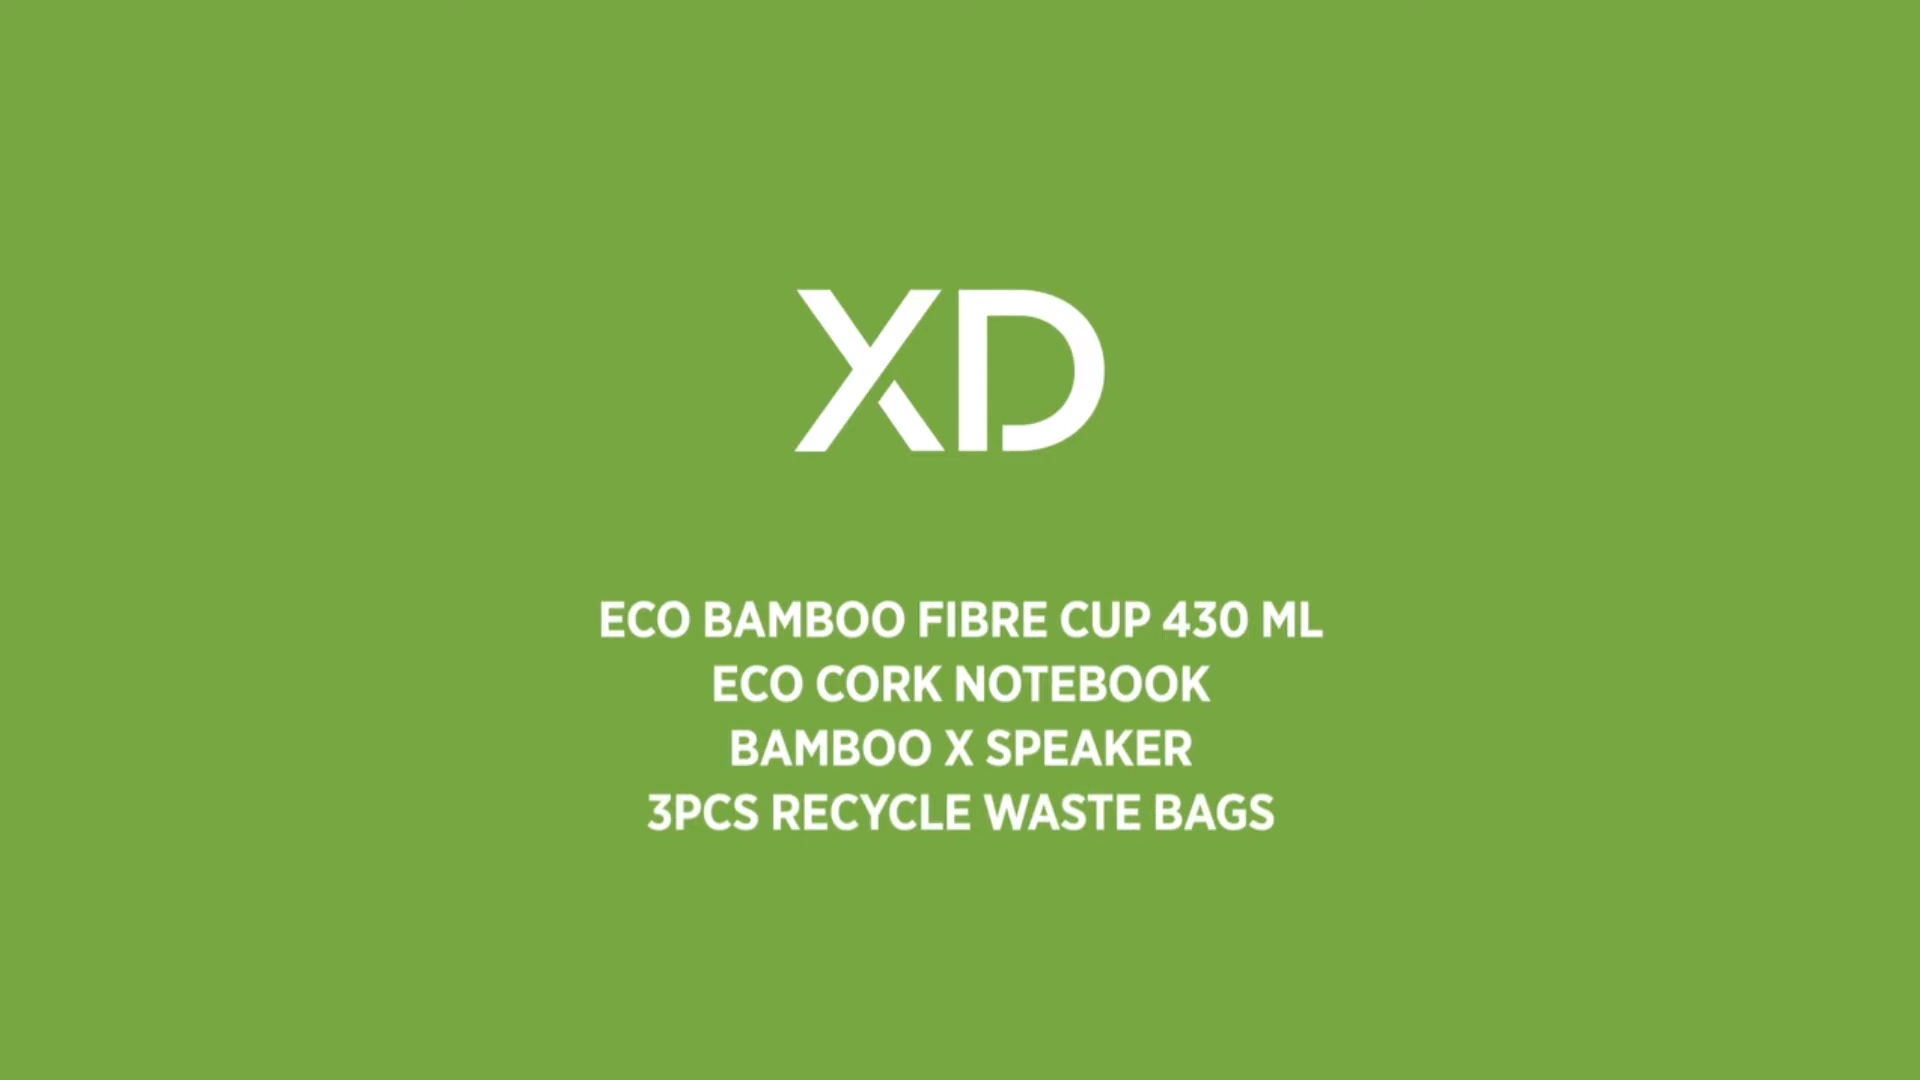 XD
ECO BAMBOO FIBRE CUP 430 ML
ECO CORK NOTEBOOK
BAMBOO X SPEAKER
3PCS RECYCLE WASTE BAGS